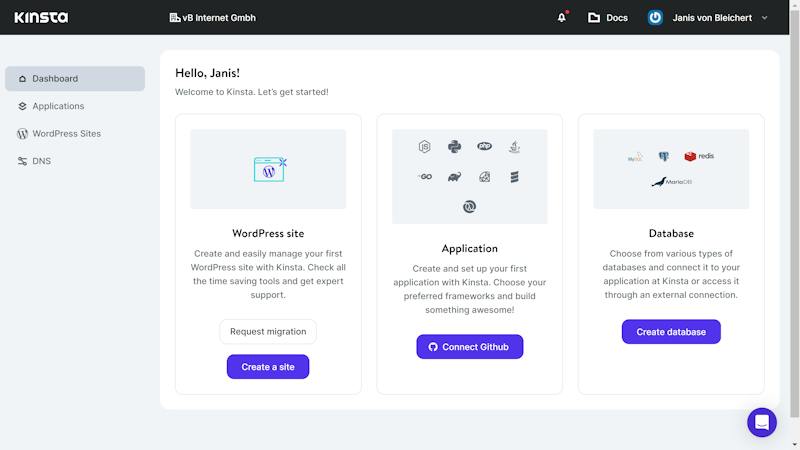 KINSTA
vB Internet Gmbh
Docs
Janis von Bleichert
Dashboard
Applications
WordPress Sites
DNS
Hello, Janis!
Welcome to Kinsta. Let's get started!
WordPress site
Create and easily manage your first
WordPress site with Kinsta. Check all
the time saving tools and get expert
support.
Request migration
Create a site
JS
php
GO
Application
Create and set up your first
application with Kinsta. Choose your
preferred frameworks and build
something awesome!
Connect Github
MySQL
redis
MariaDB
Database
Choose from various types of
databases and connect it to your
application at Kinsta or access it
through an external connection.
Create database